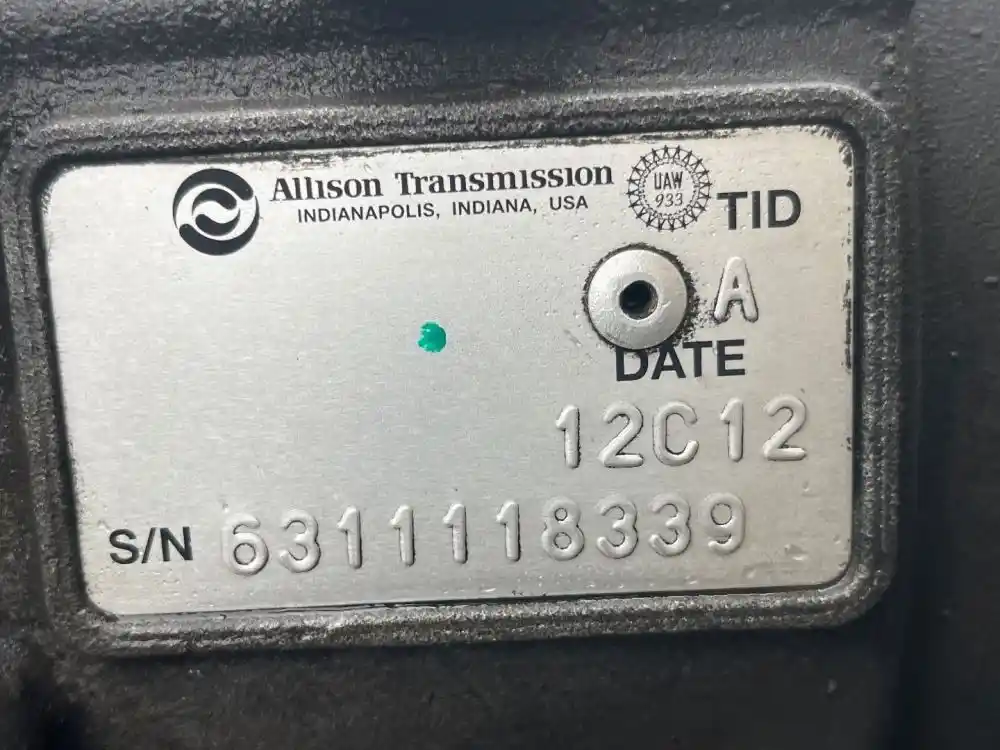 Allison Transmission
INDIANAPOLIS, INDIANA, USA
UAW
933
TID
A
DATE
12C12
S/N 6311118339